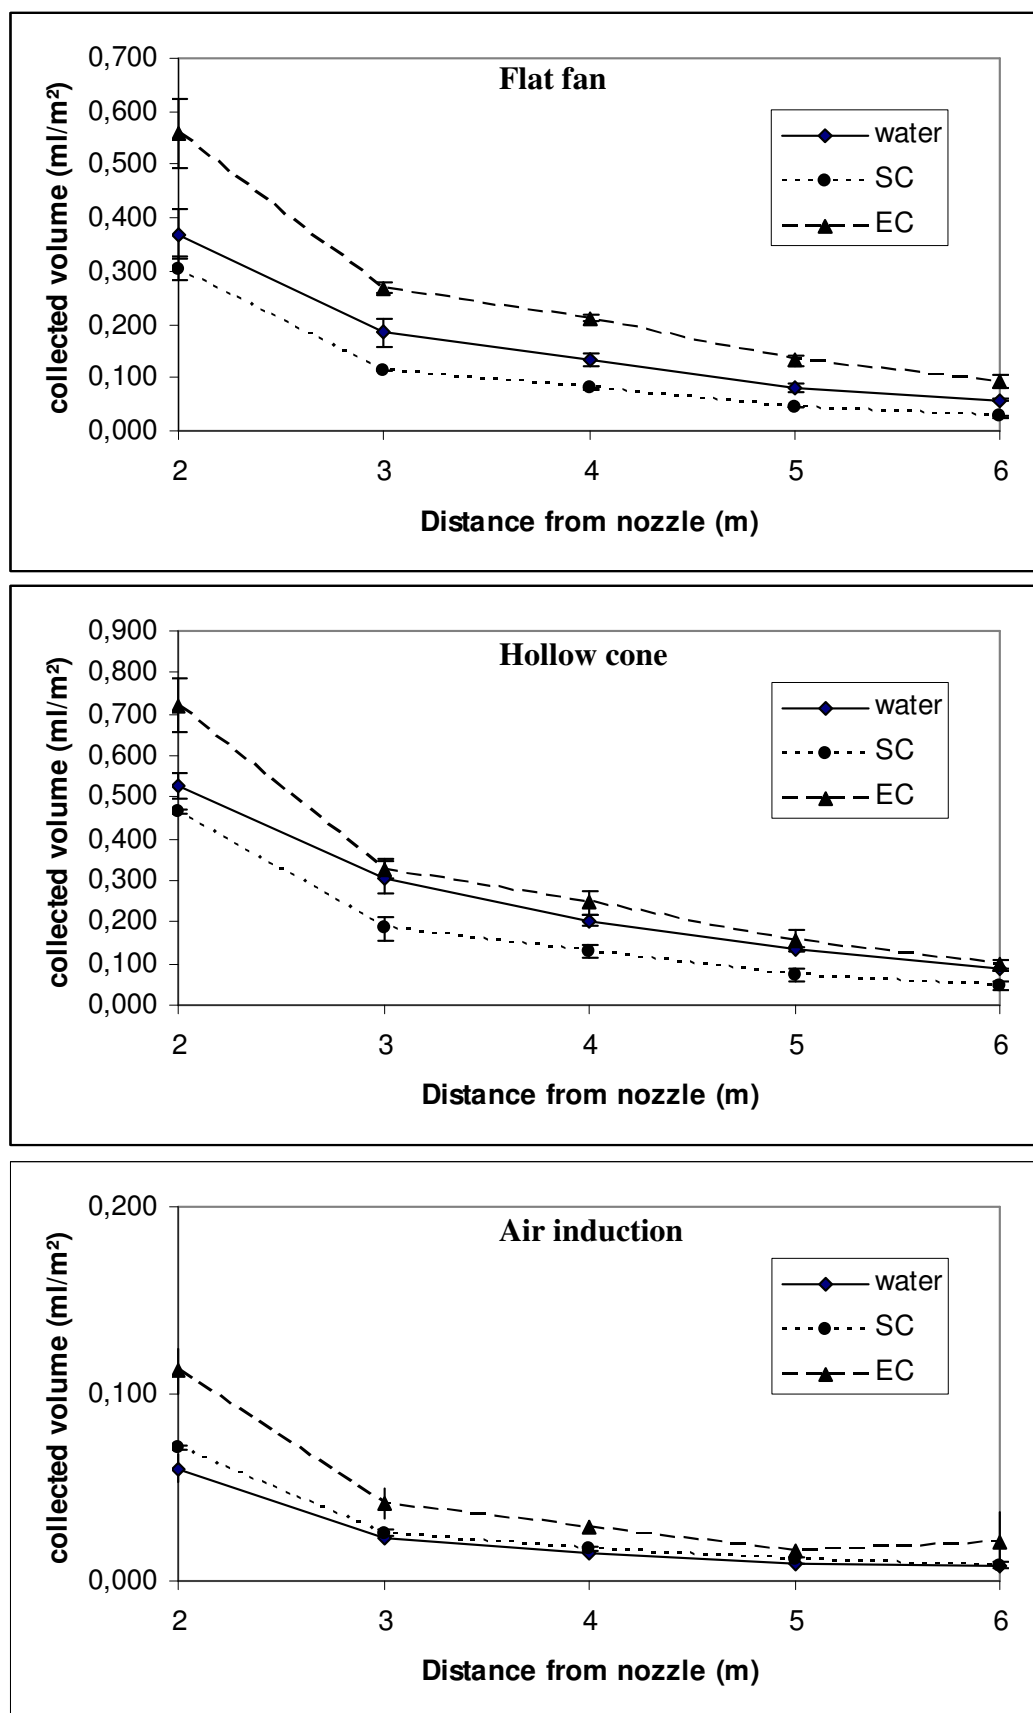 Flat fan
collected volume (ml/m²)
0,700
0,600
0,500
0,400
0,300
0,200
0,100
0,000
water
SC
EC
2 3 4 5 6
Distance from nozzle (m)
Hollow cone
collected volume (ml/m²)
0,900
0,800
0,700
0,600
0,500
0,400
0,300
0,200
0,100
0,000
water
SC
EC
2 3 4 5 6
Distance from nozzle (m)
Air induction
collected volume (ml/m²)
0,200
0,100
0,000
water
SC
EC
2 3 4 5 6
Distance from nozzle (m)